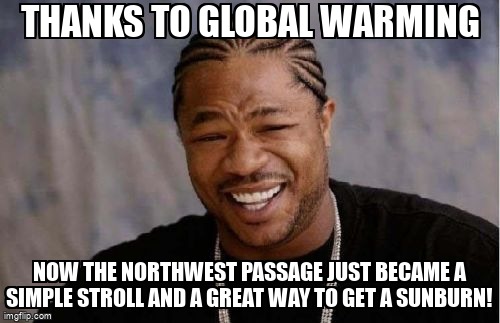 THANKS TO GLOBAL WARMING
NOW THE NORTHWEST PASSAGE JUST BECAME A
SIMPLE STROLL AND A GREAT WAY TO GET A SUNBURN!
imgflip.com